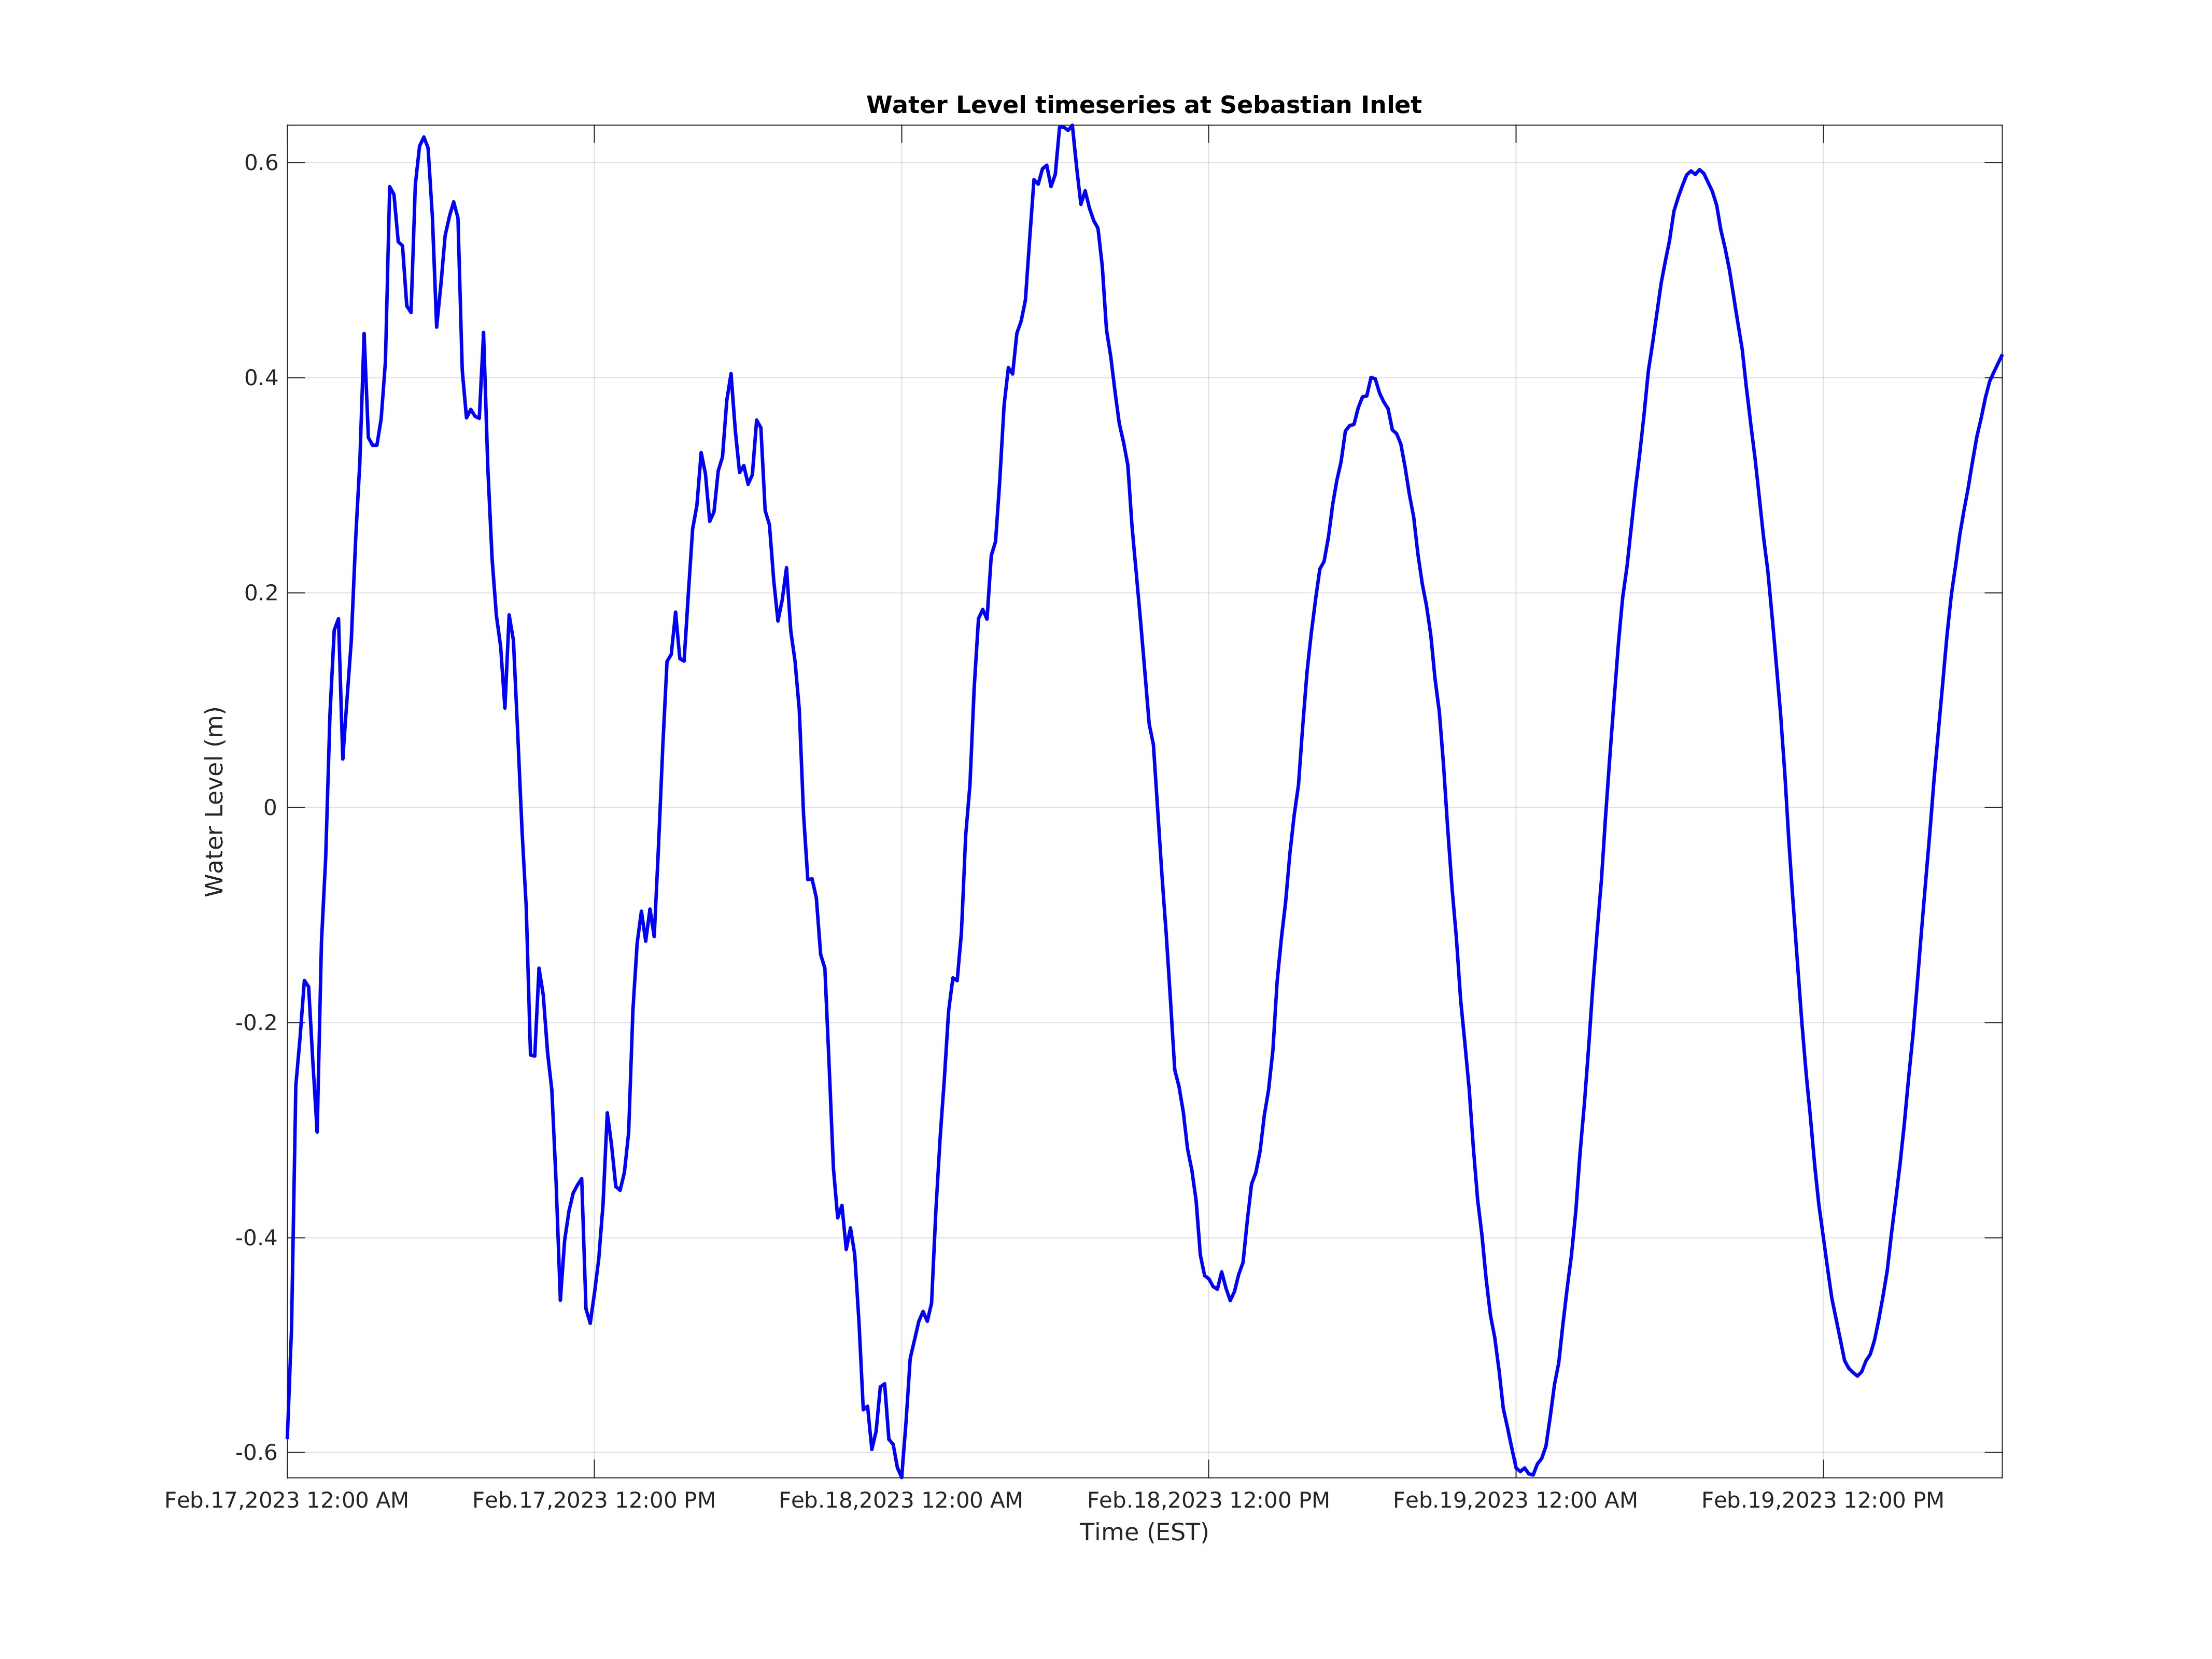 Water Level timeseries at Sebastian Inlet
0.6
0.4
0.2
0
-0.2
-0.4
-0.6
Water Level (m)
Feb.17,2023 12:00 AM
Feb.17,2023 12:00 PM
Feb.18,2023 12:00 AM
Feb.18,2023 12:00 PM
Feb.19,2023 12:00 AM
Feb.19,2023 12:00 PM
Time (EST)